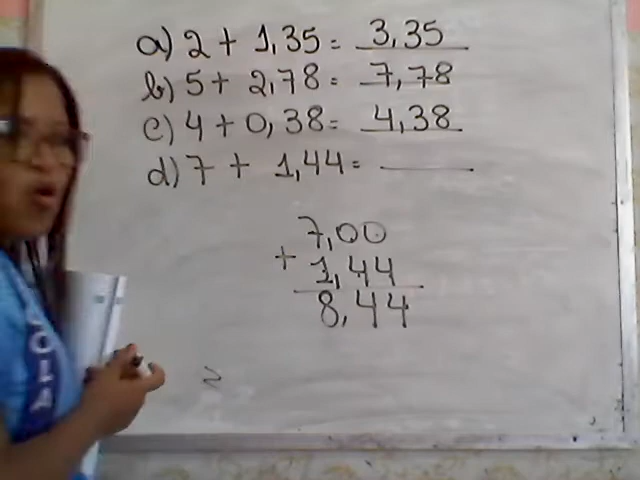 a) 2 + 1,35 = 3,35
b) 5 + 2,78 = 7,78
c) 4 + 0,38 = 4,38
d) 7 + 1,44 = ______
7,00
+ 1,44
8,44